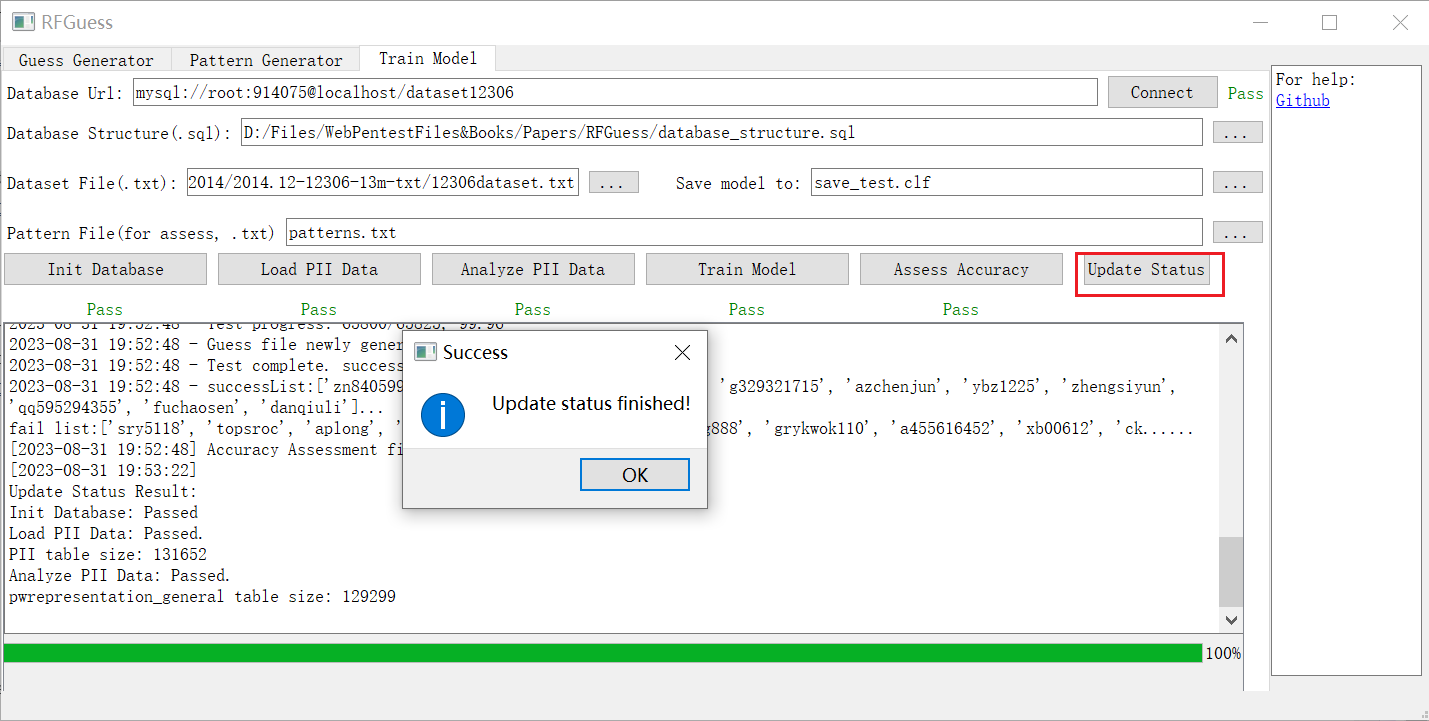 RFGuess
Guess Generator Pattern Generator Train Model
Database Url: mysql://root:914075@localhost/dataset12306 Connect Pass
Database Structure(.sql): D:/Files/WebPentestFiles&Books/Papers/RFGuess/database_structure.sql ...
Dataset File(.txt): 2014/2014.12-12306-13m-txt/12306dataset.txt ... Save model to: save_test.clf ...
Pattern File(for assess, .txt) patterns.txt ...
Init Database Load PII Data Analyze PII Data Train Model Assess Accuracy Update Status
Pass Pass Pass Pass Pass
2023-08-31 19:52:48 - Test progress:
2023-08-31 19:52:48 - Guess file newly gener
2023-08-31 19:52:48 - Test complete. success
2023-08-31 19:52:48 - successList:['zn840599 'g329321715', 'azchenjun', 'ybz1225', 'zhengsiyun',
'qq595294355', 'fuchaosen', 'danqiuli']...
fail list:['sry5118', 'topsroc', 'aplong', 'g888', 'grykwok110', 'a455616452', 'xb00612', 'ck......
[2023-08-31 19:52:48] Accuracy Assessment fi
[2023-08-31 19:53:22]
Update Status Result:
Init Database: Passed
Load PII Data: Passed.
PII table size: 131652
Analyze PII Data: Passed.
pwrepresentation_general table size: 129299
100%
Success
Update status finished!
OK
For help:
Github